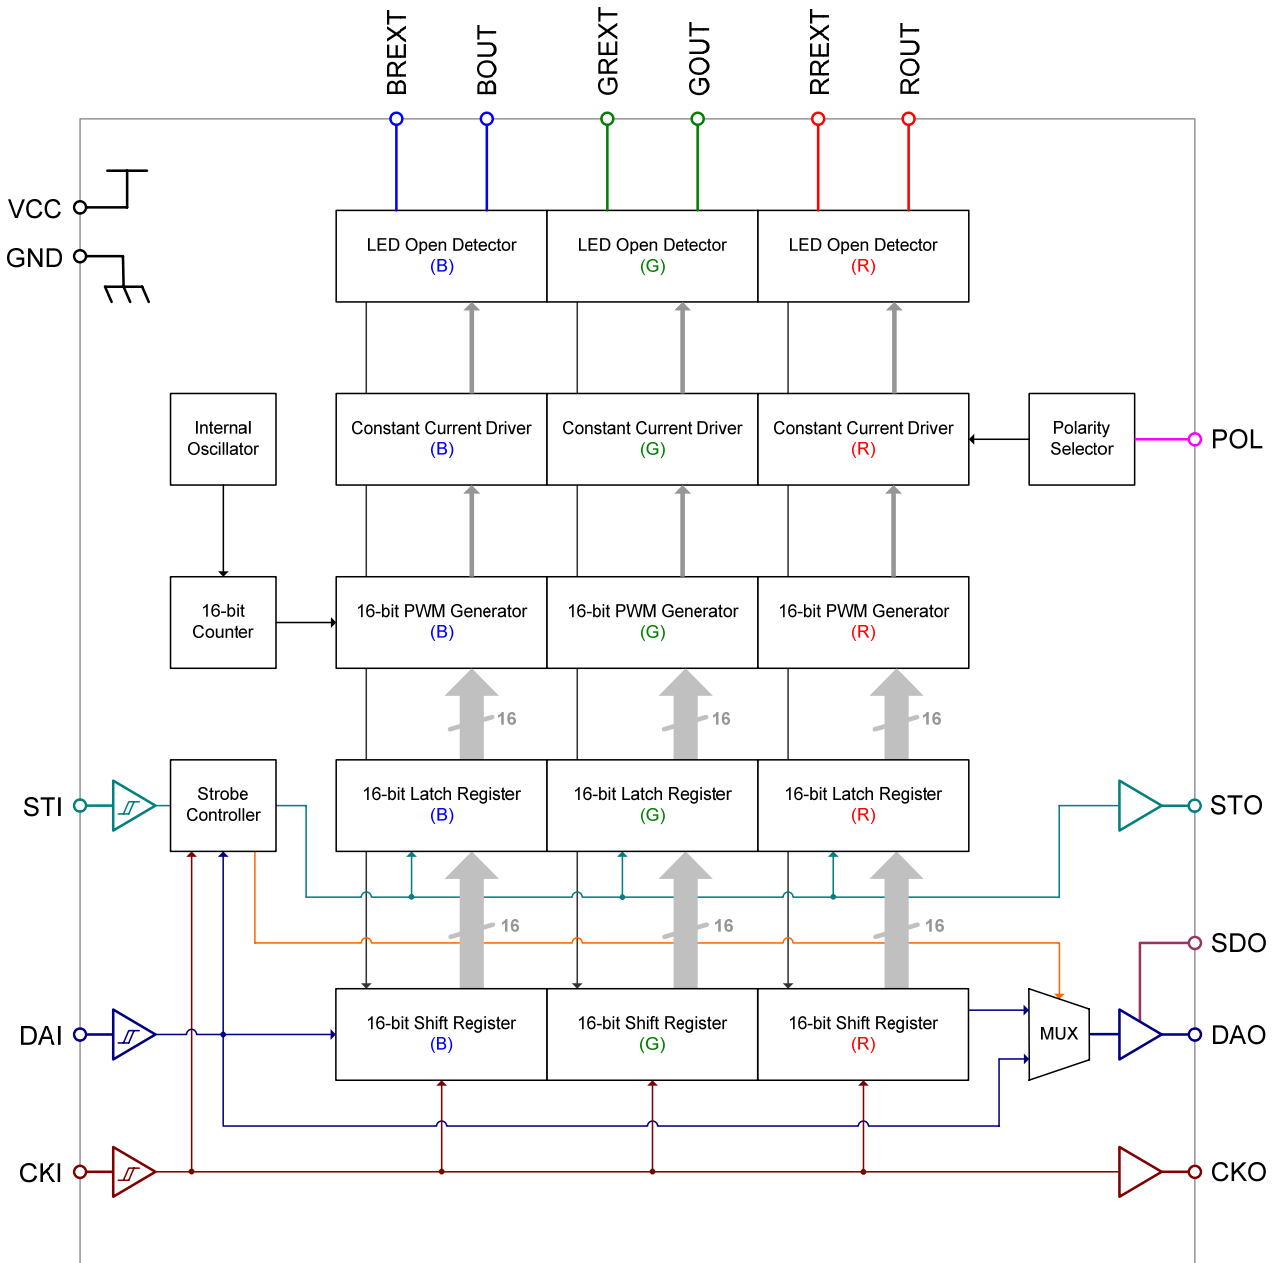 BREXT
BOUT
GREXT
GOUT
RREXT
ROUT
VCC
GND
LED Open Detector
(B)
LED Open Detector
(G)
LED Open Detector
(R)
Internal
Oscillator
Constant Current Driver
(B)
Constant Current Driver
(G)
Constant Current Driver
(R)
Polarity
Selector
POL
16-bit
Counter
16-bit PWM Generator
(B)
16-bit PWM Generator
(G)
16-bit PWM Generator
(R)
16
16
16
STI
Strobe
Controller
16-bit Latch Register
(B)
16-bit Latch Register
(G)
16-bit Latch Register
(R)
STO
16
16
16
SDO
DAI
16-bit Shift Register
(B)
16-bit Shift Register
(G)
16-bit Shift Register
(R)
MUX
DAO
CKI
CKO